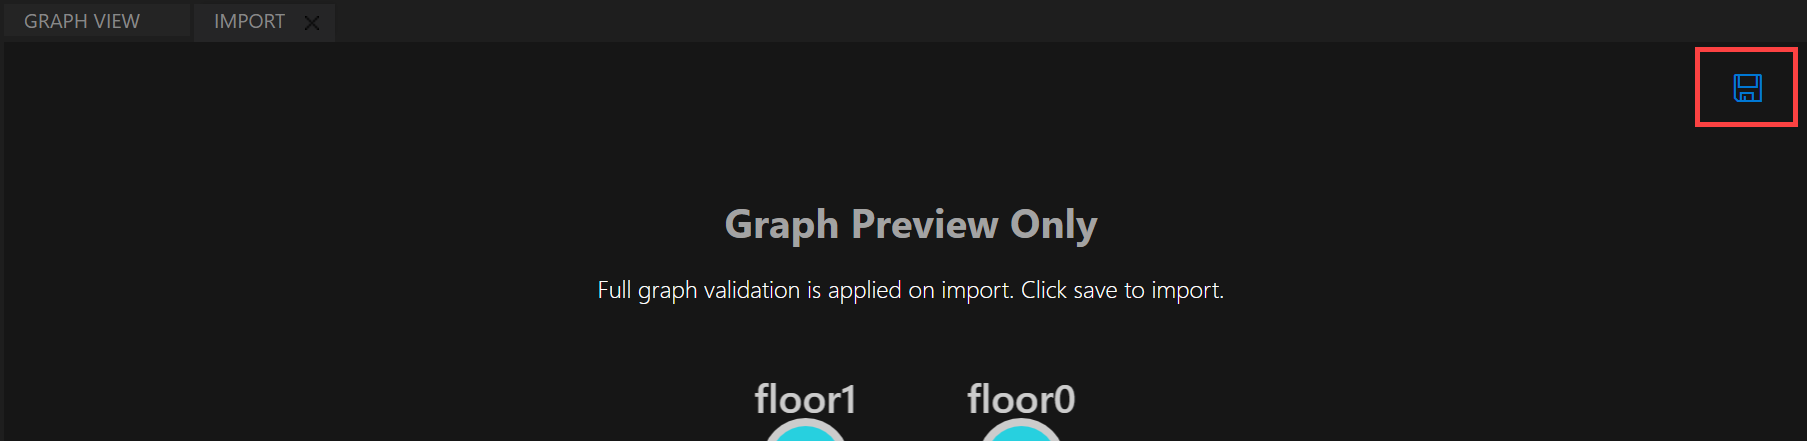 GRAPH VIEW
IMPORT
Graph Preview Only
Full graph validation is applied on import. Click save to import.
floor1
floor0